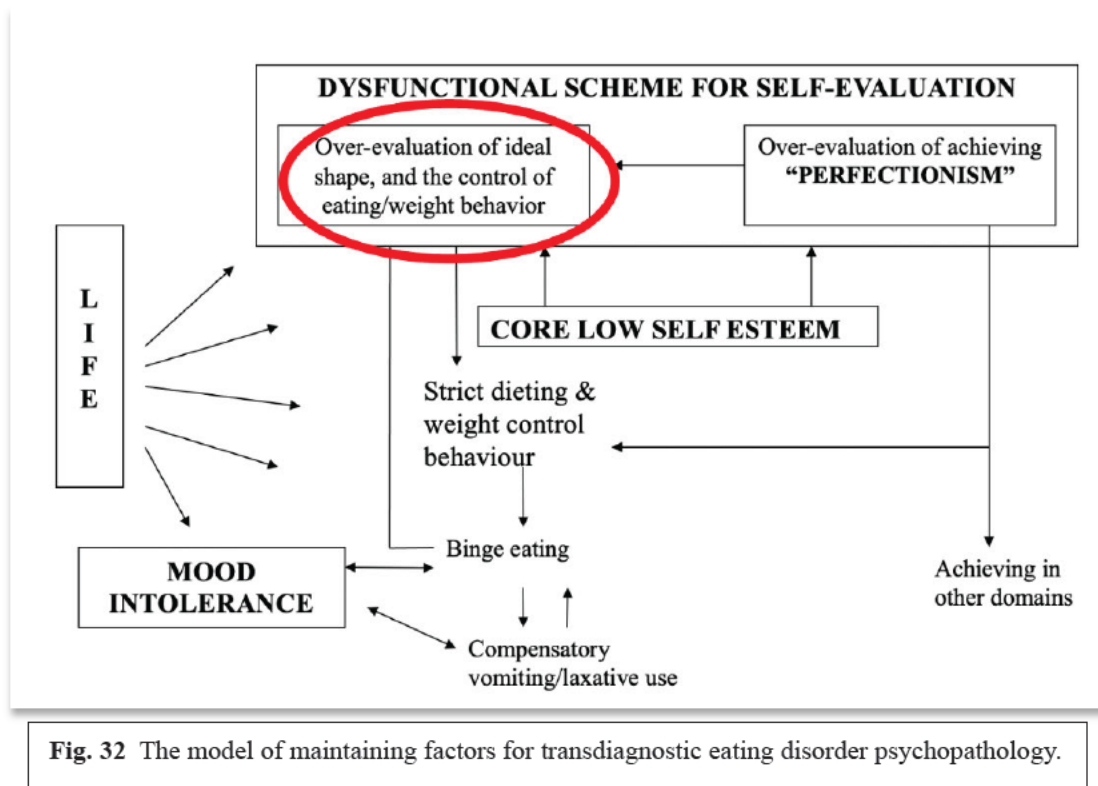 DYSFUNCTIONAL SCHEME FOR SELF-EVALUATION
Over-evaluation of ideal
shape, and the control of
eating/weight behavior
Over-evaluation of achieving
“PERFECTIONISM”
L
I
F
E
CORE LOW SELF ESTEEM
Strict dieting &
weight control
behaviour
Binge eating
MOOD
INTOLERANCE
Achieving in
other domains
Compensatory
vomiting/laxative use
Fig. 32 The model of maintaining factors for transdiagnostic eating disorder psychopathology.